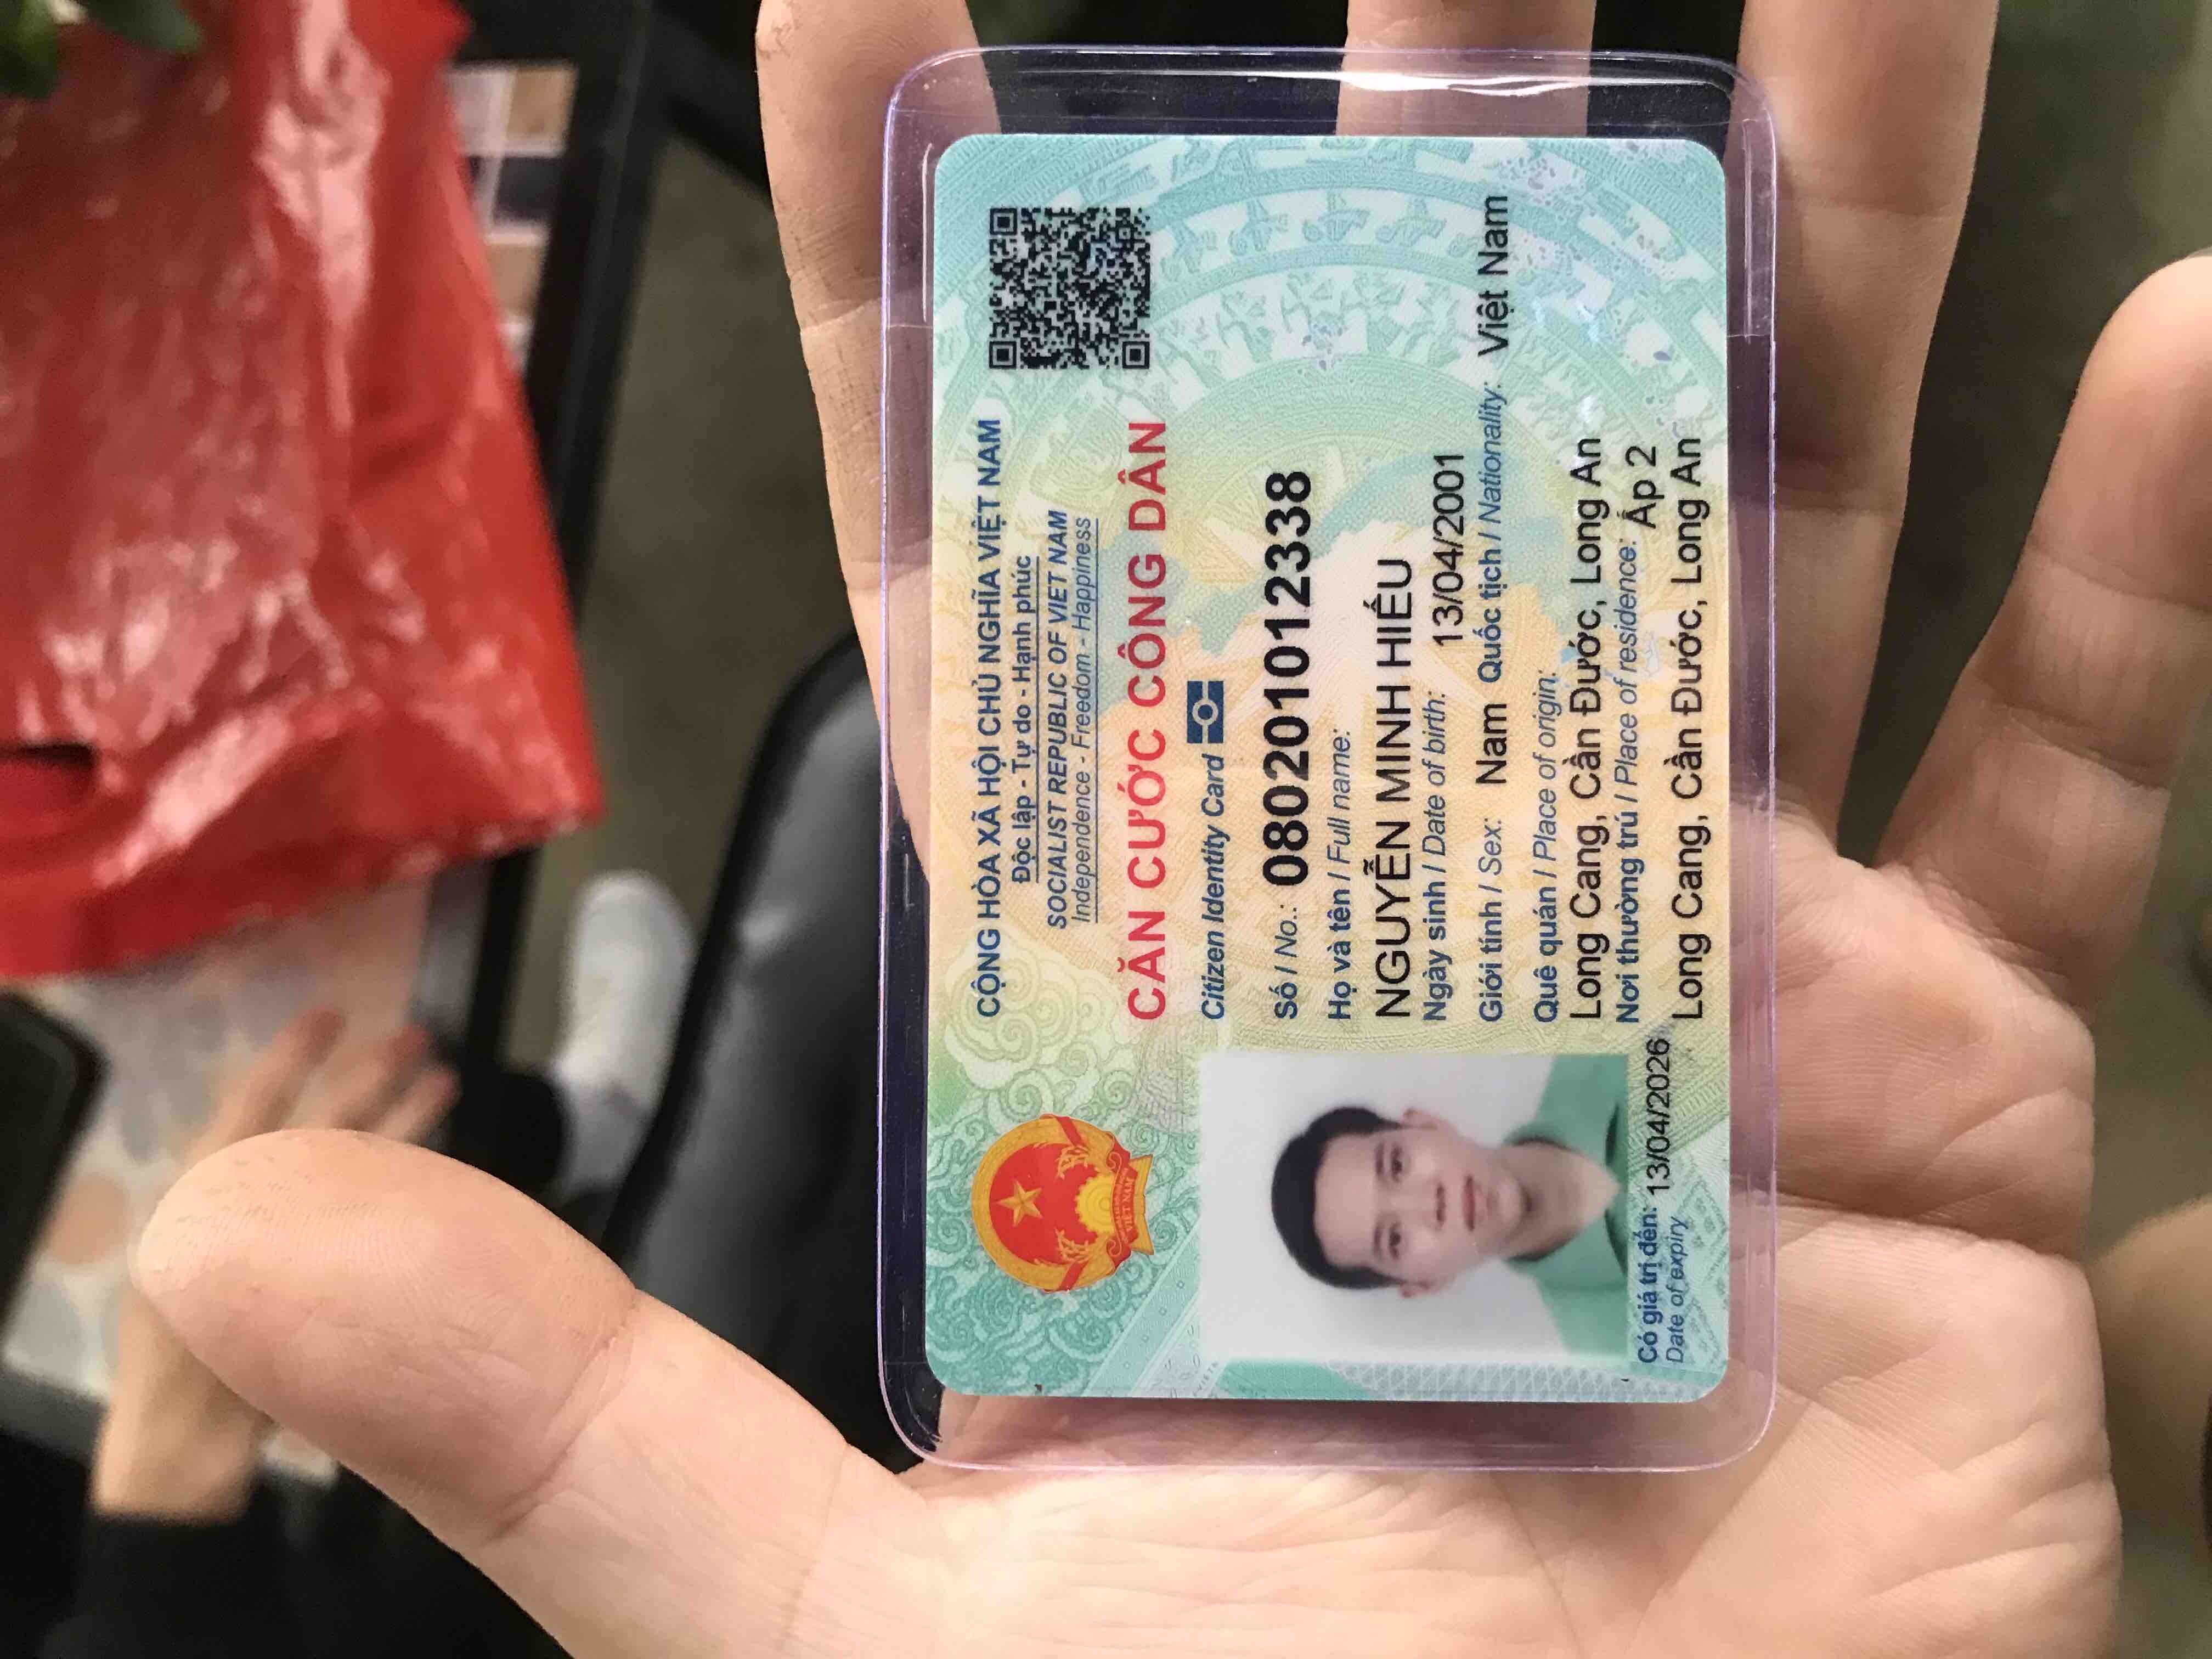 CỘNG HÒA XÃ HỘI CHỦ NGHĨA VIỆT NAM
Độc lập - Tự do - Hạnh phúc
SOCIALIST REPUBLIC OF VIET NAM
Independence - Freedom - Happiness
CĂN CƯỚC CÔNG DÂN
Citizen Identity Card
Số / No.: 080201012338
Họ và tên / Full name:
NGUYỄN MINH HIẾU
Ngày sinh / Date of birth: 13/04/2001
Giới tính / Sex: Nam Quốc tịch / Nationality: Việt Nam
Quê quán / Place of origin:
Long Cang, Cần Đước, Long An
Nơi thường trú / Place of residence: Ấp 2
Long Cang, Cần Đước, Long An
Có giá trị đến: 13/04/2026
Date of expiry
VIỆT NAM